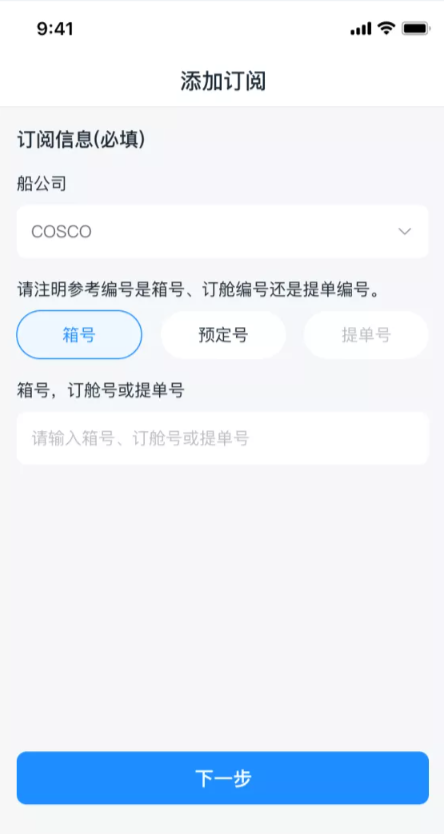 9:41
添加订阅
订阅信息(必填)
船公司
COSCO
请注明参考编号是箱号、订舱编号还是提单编号。
箱号
预定号
提单号
箱号，订舱号或提单号
请输入箱号、订舱号或提单号
下一步